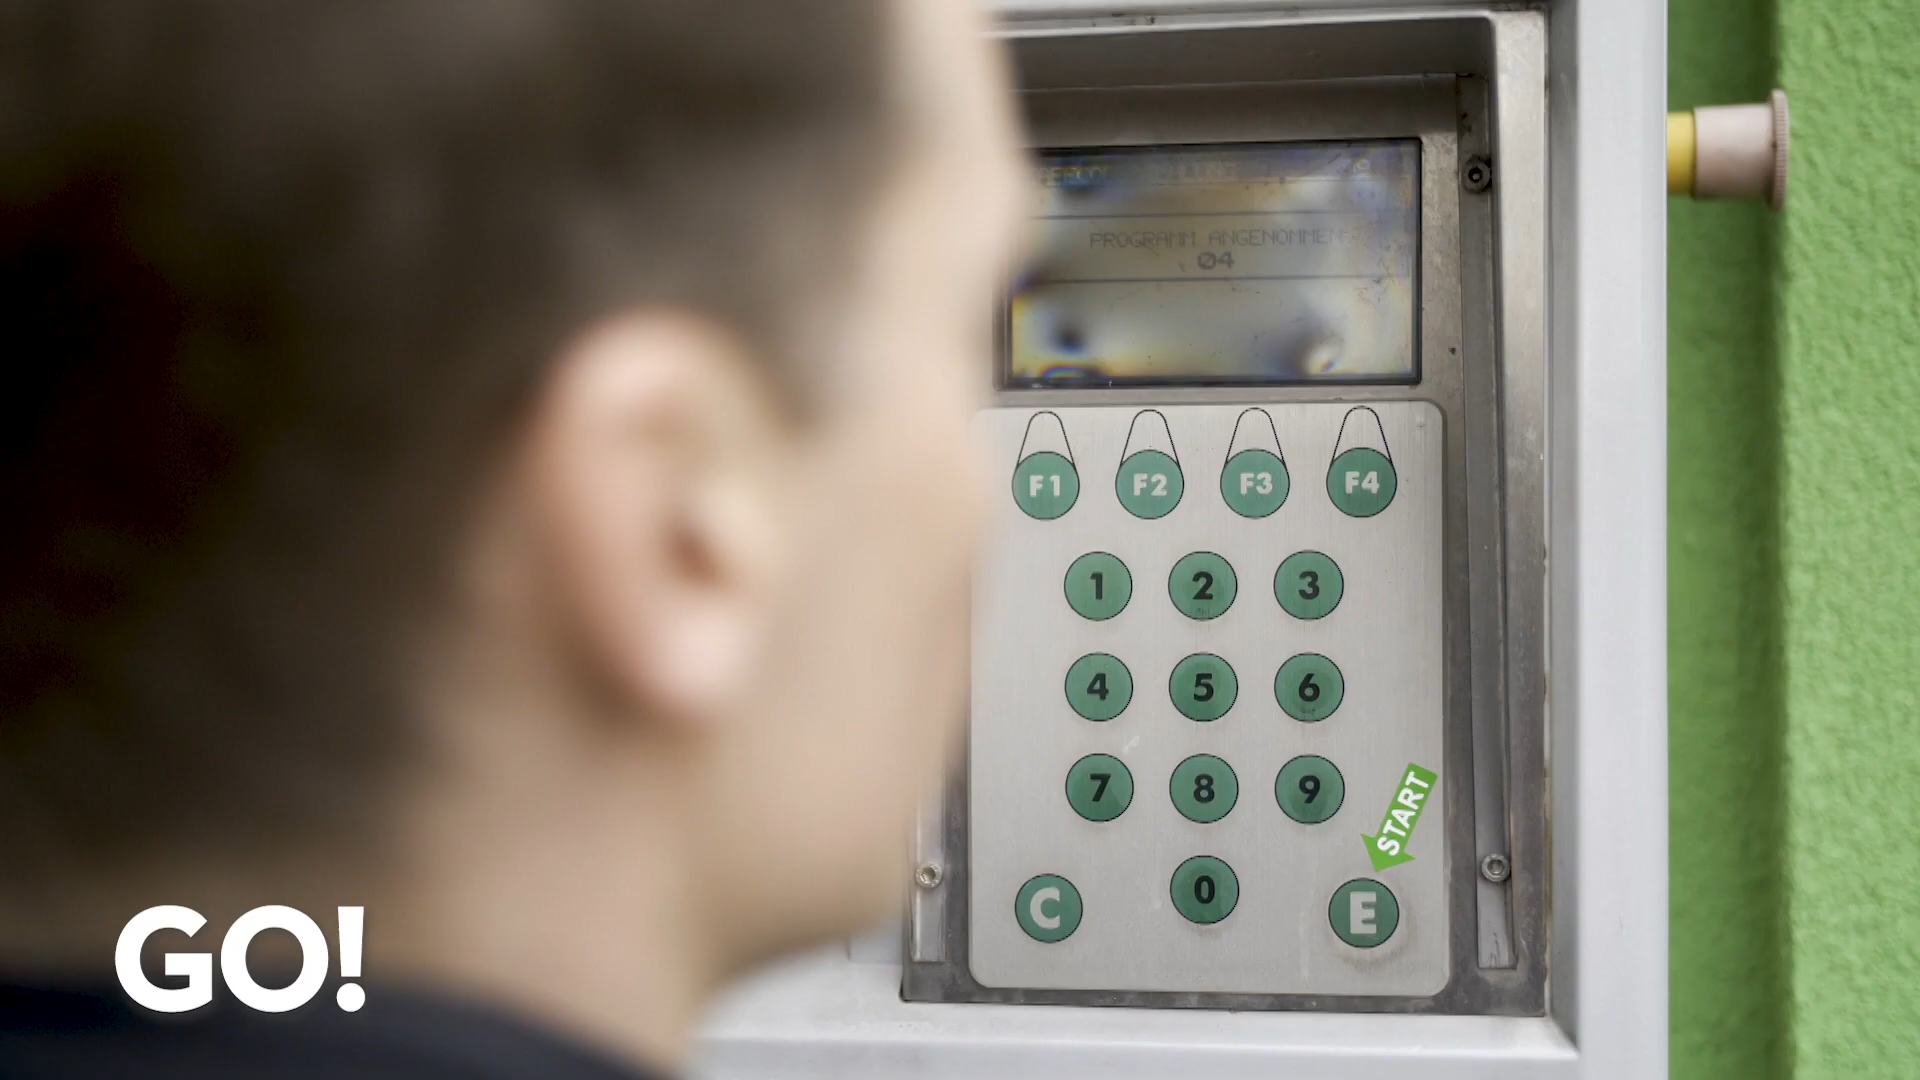 PROGRAMM ANGENOMMEN
04
F1 F2 F3 F4
1 2 3
4 5 6
7 8 9
START
C 0 E
GO!